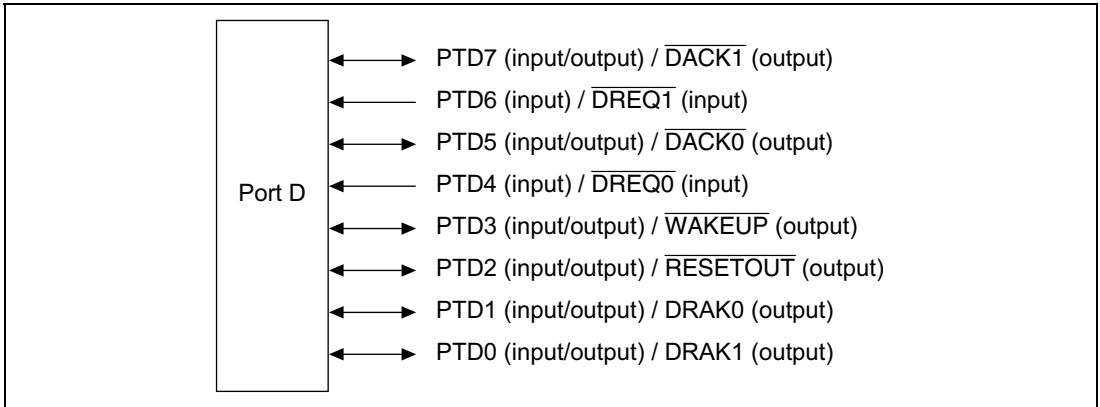 PTD7 (input/output) / DACK1 (output)
PTD6 (input) / DREQ1 (input)
PTD5 (input/output) / DACK0 (output)
PTD4 (input) / DREQ0 (input)
Port D
PTD3 (input/output) / WAKEUP (output)
PTD2 (input/output) / RESETOUT (output)
PTD1 (input/output) / DRAK0 (output)
PTD0 (input/output) / DRAK1 (output)